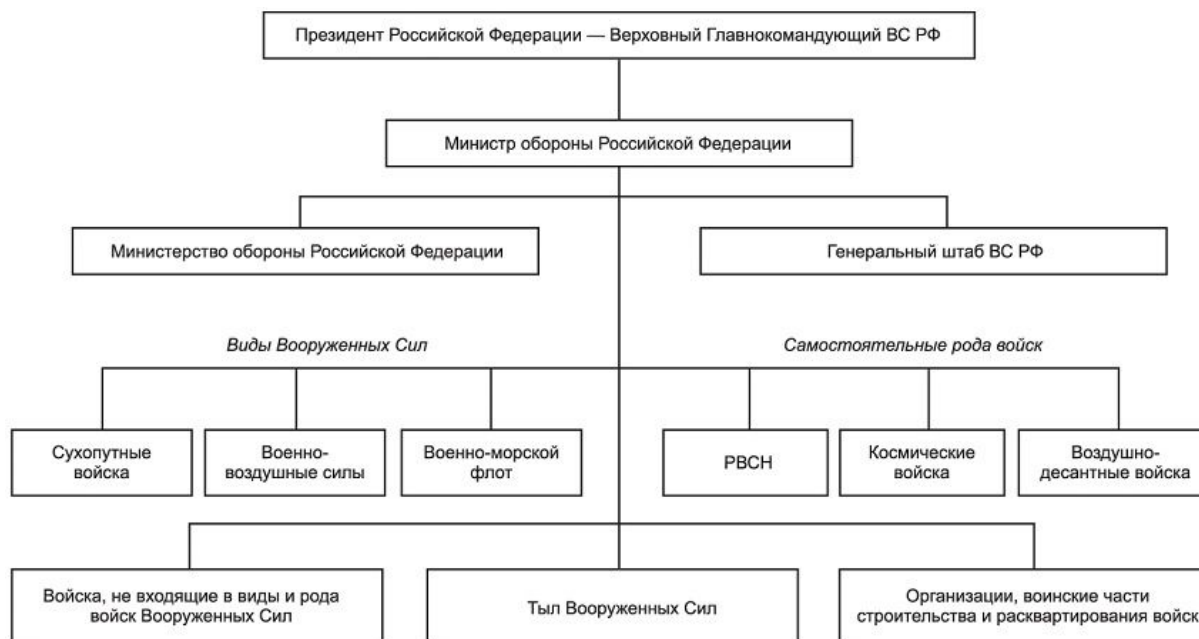 Президент Российской Федерации — Верховный Главнокомандующий ВС РФ
Министр обороны Российской Федерации
Министерство обороны Российской Федерации
Генеральный штаб ВС РФ
Виды Вооруженных Сил
Самостоятельные рода войск
Сухопутные
войска
Военно-
воздушные силы
Военно-морской
флот
РВСН
Космические
войска
Воздушно-
десантные войска
Войска, не входящие в виды и рода
войск Вооруженных Сил
Тыл Вооруженных Сил
Организации, воинские части
строительства и расквартирования войск